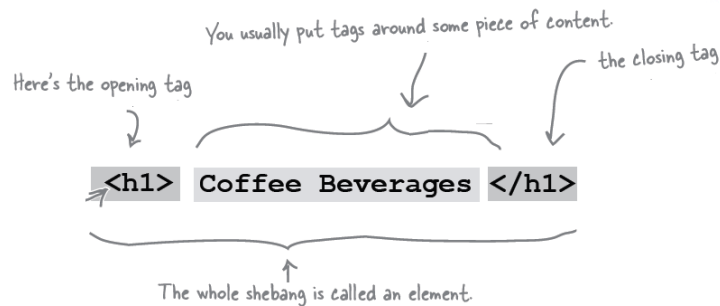 You usually put tags around some piece of content.
Here's the opening tag
the closing tag
<h1> Coffee Beverages </h1>
The whole shebang is called an element.